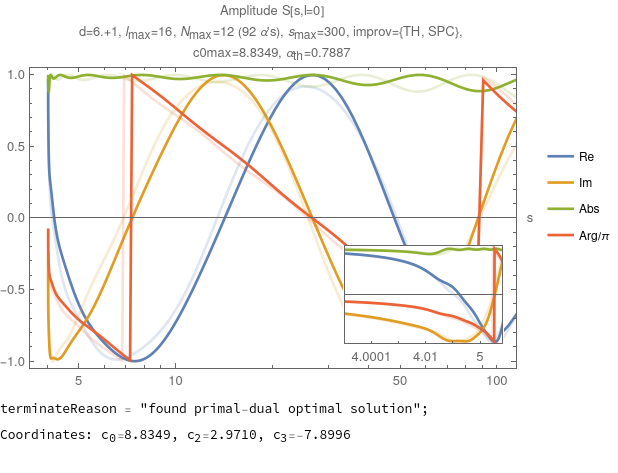 Amplitude S[s,l=0]
d=6.+1, lmax=16, Nmax=12 (92 α's), smax=300, improv={TH, SPC},
c0max=8.8349, αth=0.7887
1.0
0.5
0.0
-0.5
-1.0
5 10 50 100
s
Re
Im
Abs
Arg/π
4.0001 4.01 5
terminateReason = "found primal-dual optimal solution";
Coordinates: c0=8.8349, c2=2.9710, c3=-7.8996